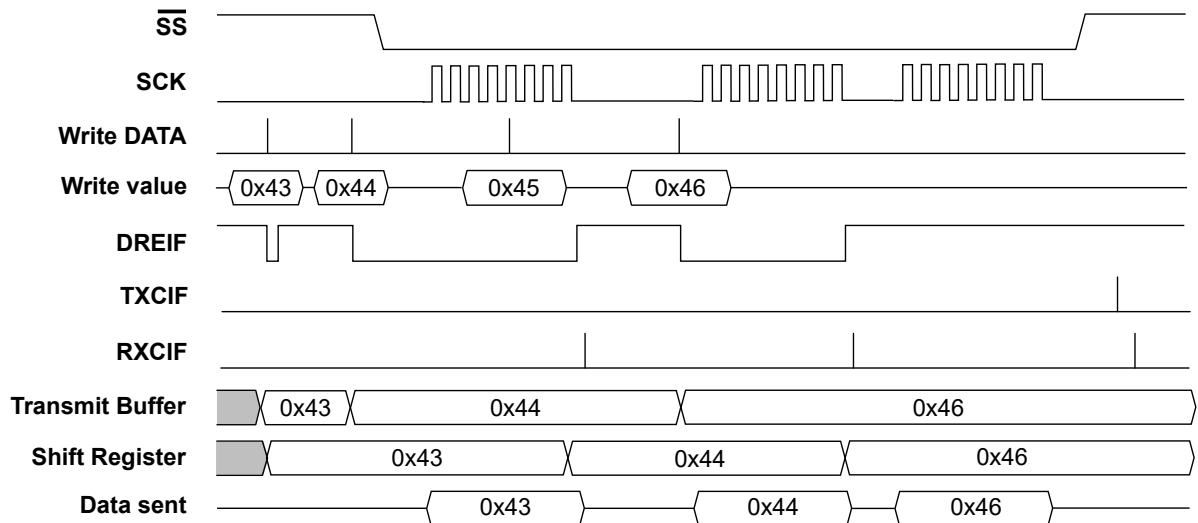 SS
SCK
Write DATA
Write value 0x43 0x44 0x45 0x46
DREIF
TXCIF
RXCIF
Transmit Buffer 0x43 0x44 0x46
Shift Register 0x43 0x44 0x46
Data sent 0x43 0x44 0x46